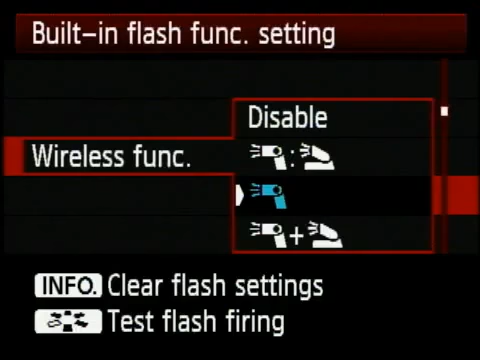 Built-in flash func. setting
Disable
Wireless func.
:
+
INFO. Clear flash settings
Test flash firing